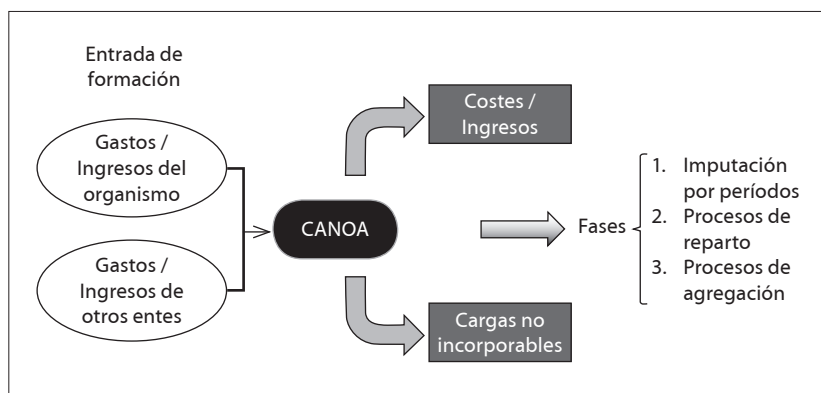 Entrada de
formación
Gastos /
Ingresos del
organismo
Gastos /
Ingresos de
otros entes
CANOA
Costes /
Ingresos
Cargas no
incorporables
Fases
1. Imputación
por períodos
2. Procesos de
reparto
3. Procesos de
agregación